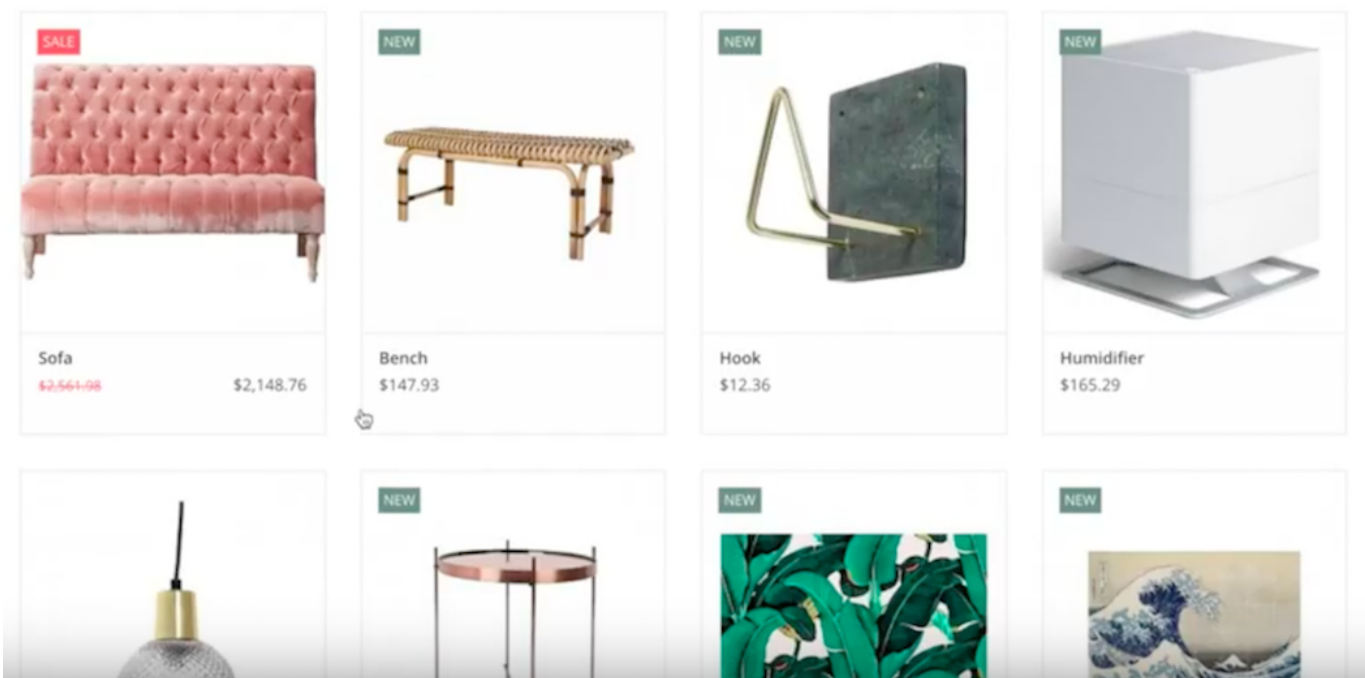 SALE
NEW
NEW
NEW
Sofa
$2,561.98 $2,148.76
Bench
$147.93
Hook
$12.36
Humidifier
$165.29
NEW
NEW
NEW